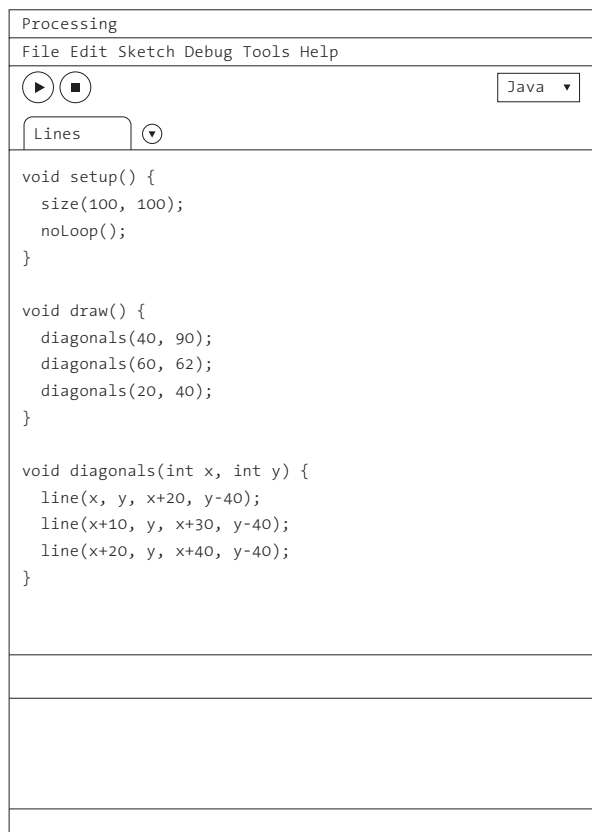 Processing
File Edit Sketch Debug Tools Help
Java
Lines
void setup() {
  size(100, 100);
  noLoop();
}

void draw() {
  diagonals(40, 90);
  diagonals(60, 62);
  diagonals(20, 40);
}

void diagonals(int x, int y) {
  line(x, y, x+20, y-40);
  line(x+10, y, x+30, y-40);
  line(x+20, y, x+40, y-40);
}